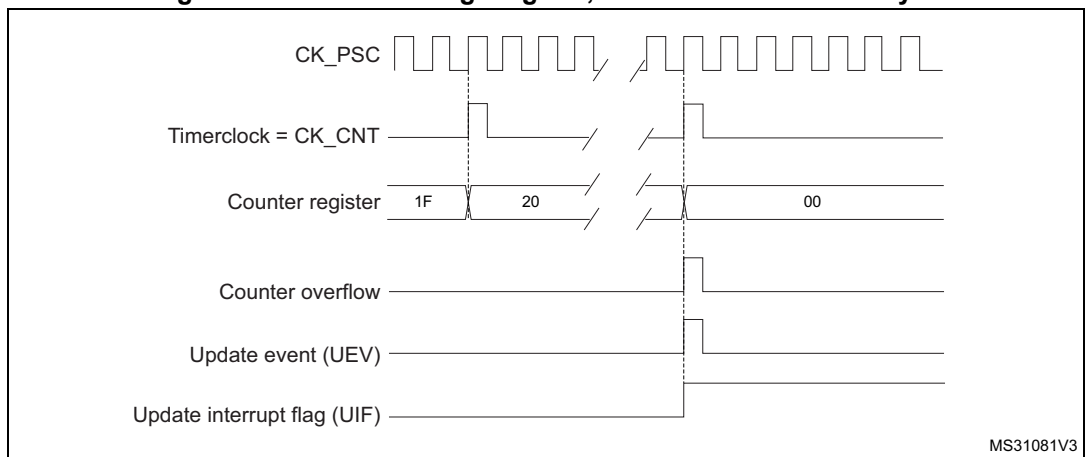 CK_PSC
Timerclock = CK_CNT
Counter register
1F
20
00
Counter overflow
Update event (UEV)
Update interrupt flag (UIF)
MS31081V3